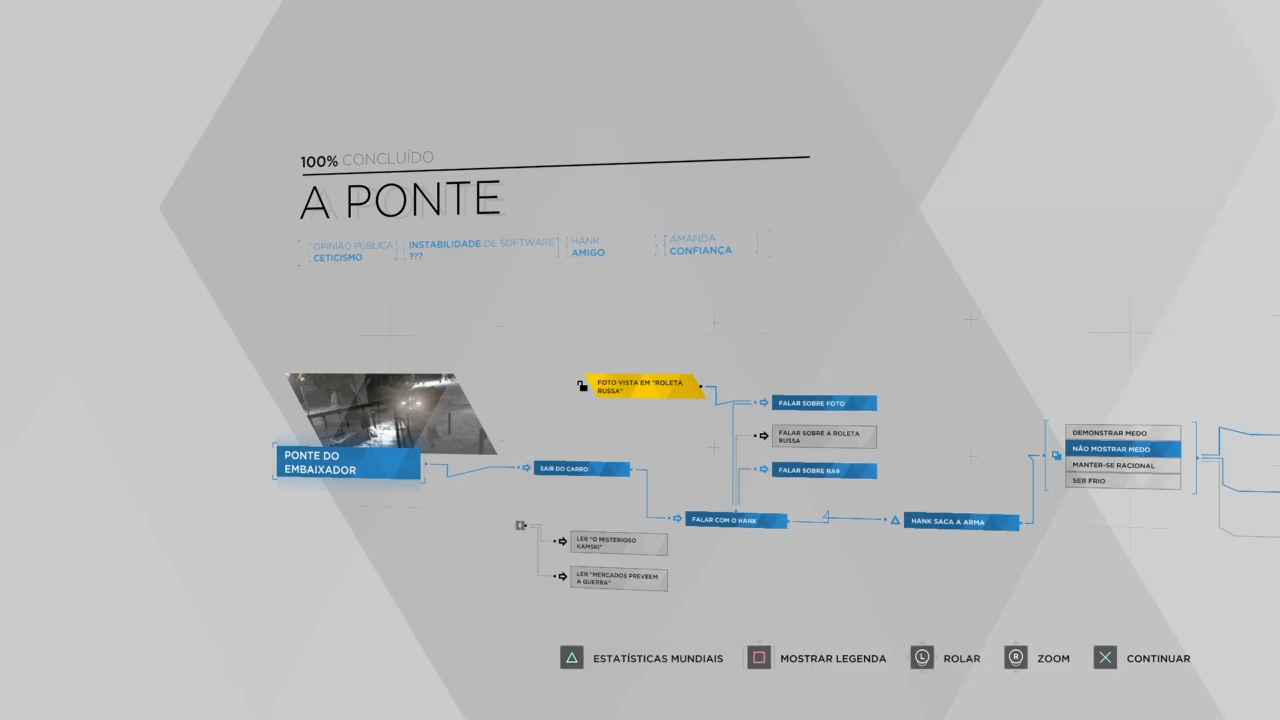 100% CONCLUÍDO
A PONTE
OPINIÃO PÚBLICA
CETICISMO
INSTABILIDADE DE SOFTWARE
???
HANK
AMIGO
AMANDA
CONFIANÇA
FOTO VISTA EM "ROLETA
RUSSA"
FALAR SOBRE FOTO
FALAR SOBRE A ROLETA
RUSSA
FALAR SOBRE RA9
PONTE DO
EMBAIXADOR
SAIR DO CARRO
FALAR COM O HANK
HANK SACA A ARMA
DEMONSTRAR MEDO
NÃO MOSTRAR MEDO
MANTER-SE RACIONAL
SER FRIO
LER "O MISTERIOSO
KAMSKI"
LER "MERCADOS PREVEEM
A GUERRA"
ESTATÍSTICAS MUNDIAIS
MOSTRAR LEGENDA
L ROLAR
R ZOOM
CONTINUAR